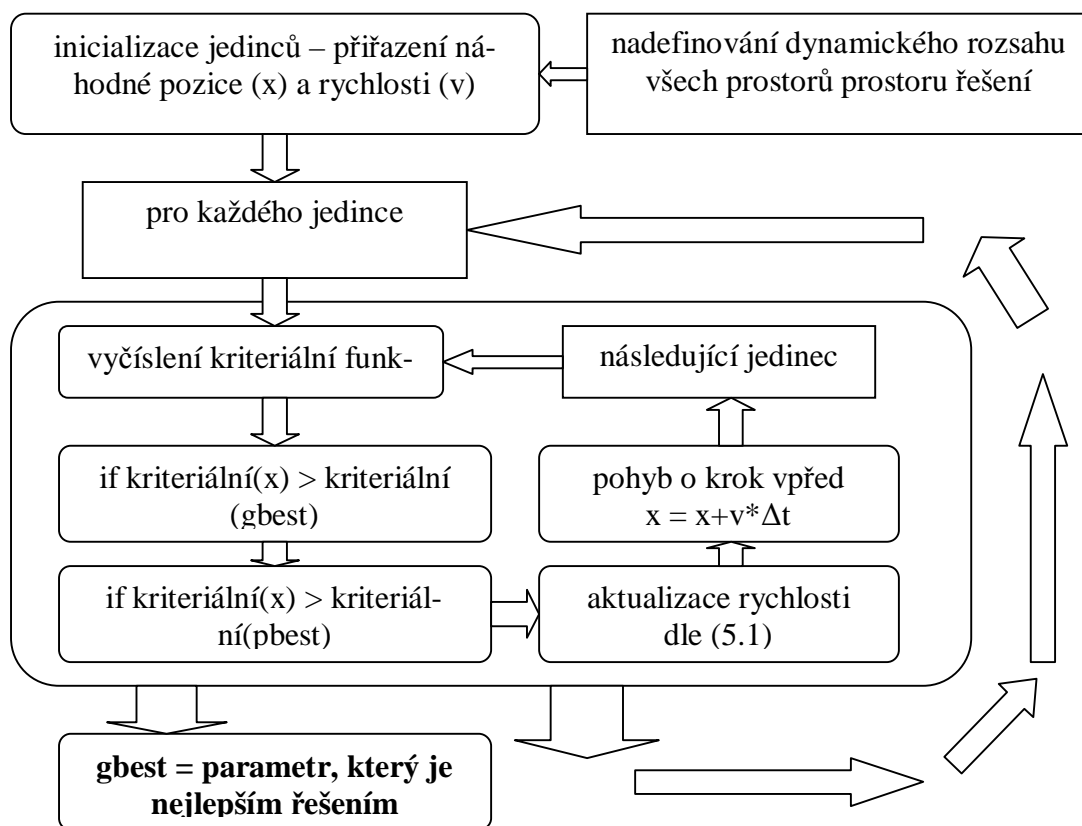 inicializace jedinců – přiřazení ná-
hodné pozice (x) a rychlosti (v)
nadefinování dynamického rozsahu
všech prostorů prostoru řešení
pro každého jedince
vyčíslení kriteriální funk-
následující jedinec
if kriteriální(x) > kriteriální
(gbest)
pohyb o krok vpřed
x = x+v*Δt
if kriteriální(x) > kriteriál-
ní(pbest)
aktualizace rychlosti
dle (5.1)
gbest = parametr, který je
nejlepším řešením